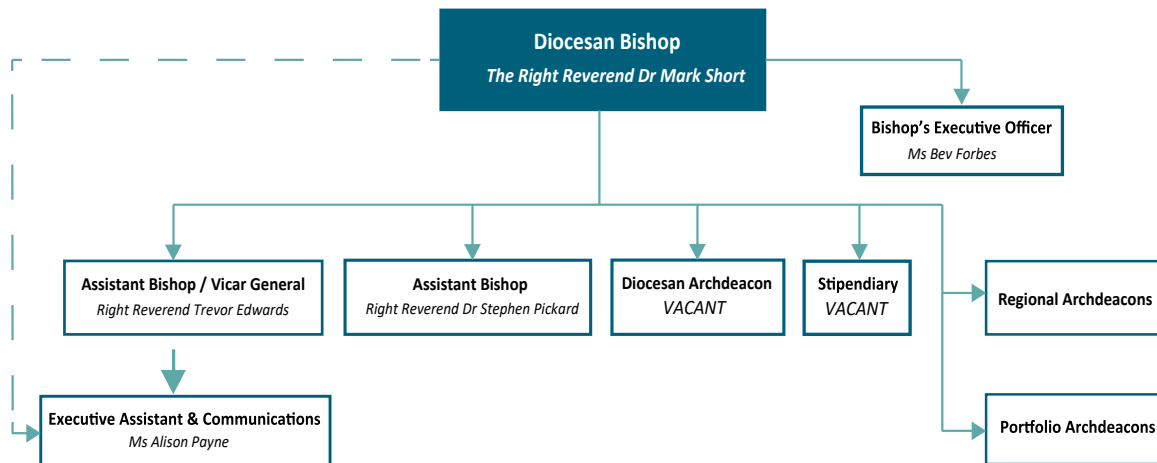 Diocesan Bishop
The Right Reverend Dr Mark Short
Bishop's Executive Officer
Ms Bev Forbes
Assistant Bishop / Vicar General
Right Reverend Trevor Edwards
Assistant Bishop
Right Reverend Dr Stephen Pickard
Diocesan Archdeacon
VACANT
Stipendiary
VACANT
Regional Archdeacons
Executive Assistant & Communications
Ms Alison Payne
Portfolio Archdeacons